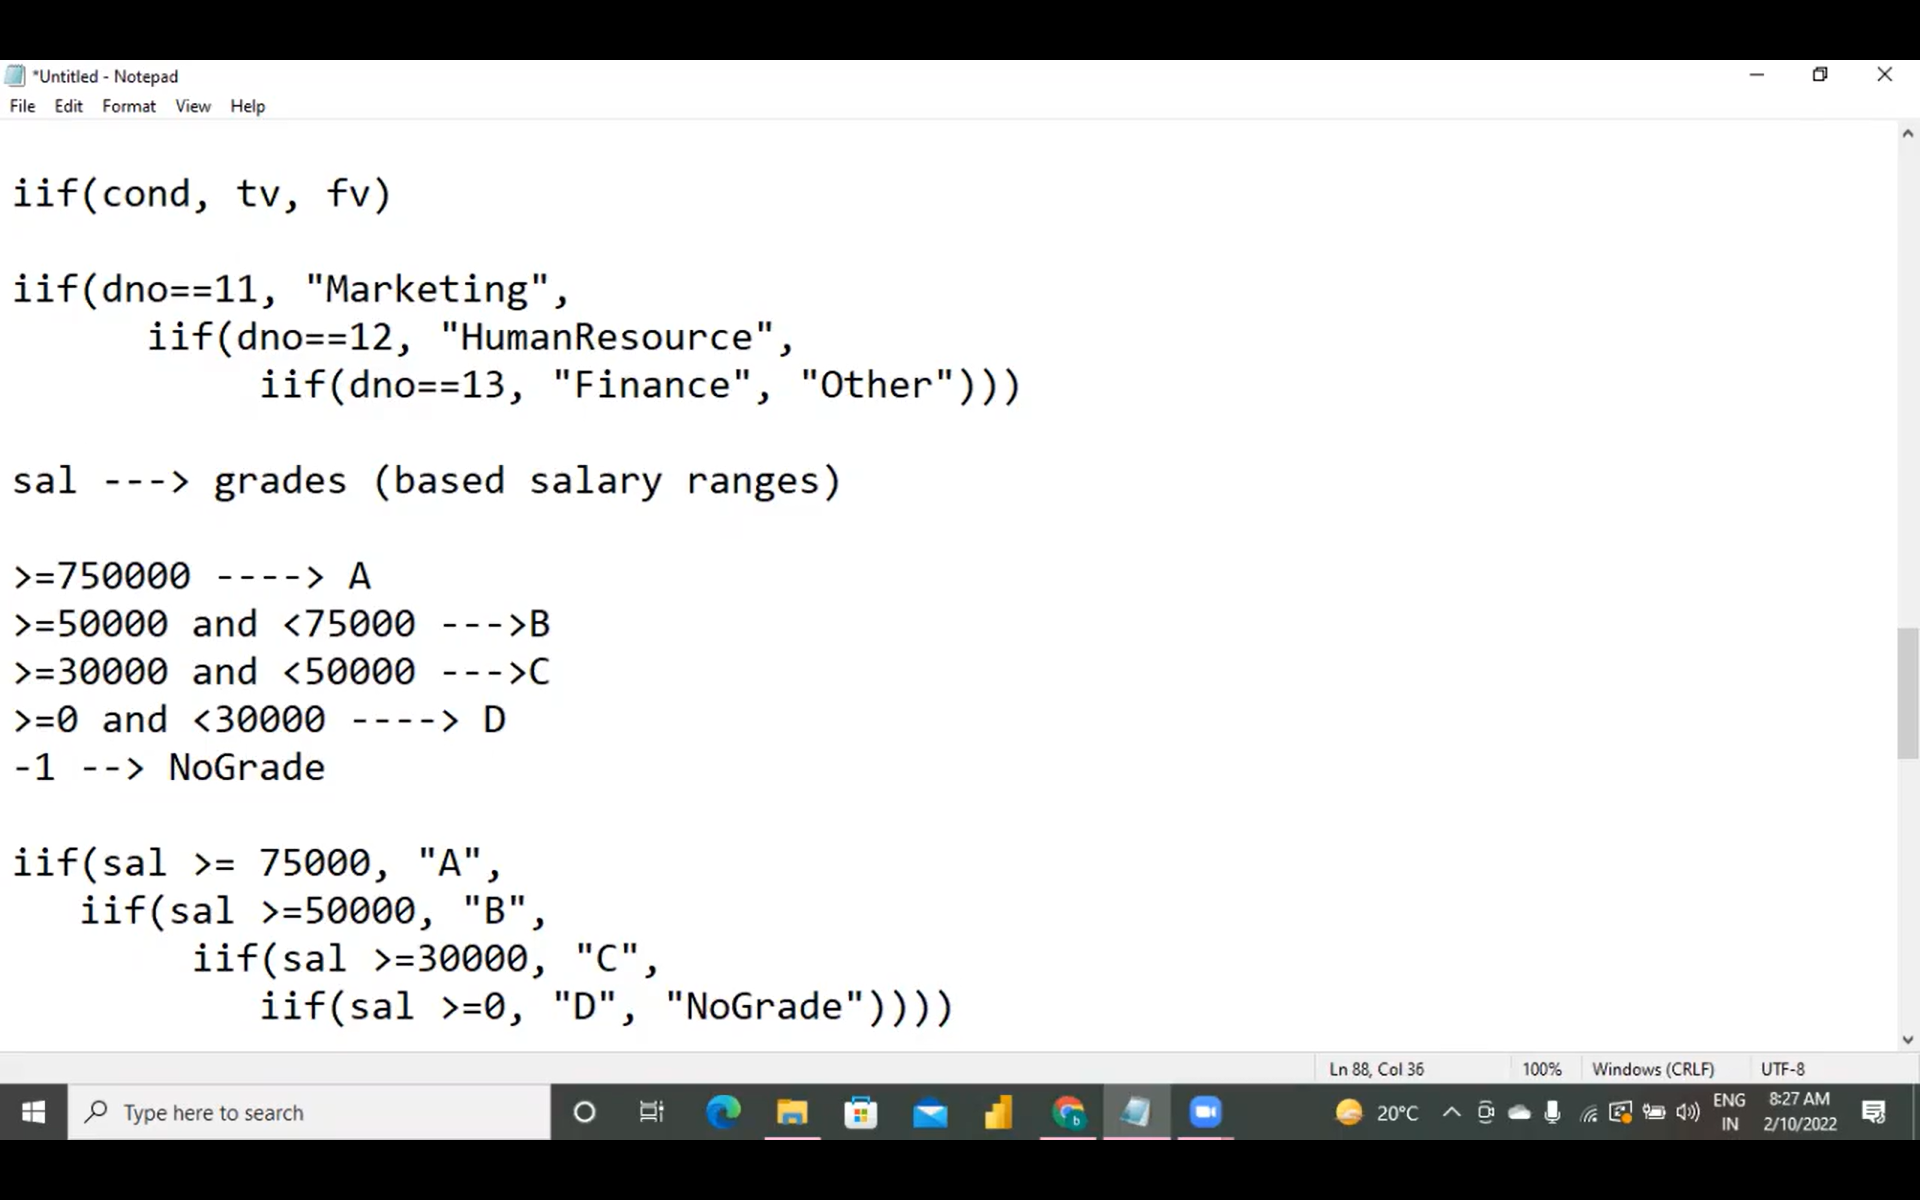 *Untitled - Notepad
File Edit Format View Help
iif(cond, tv, fv)
iif(dno==11, "Marketing",
iif(dno==12, "HumanResource",
iif(dno==13, "Finance", "Other")))
sal ---> grades (based salary ranges)
>=750000 ----> A
>=50000 and <75000 --->B
>=30000 and <50000 --->C
>=0 and <30000 ----> D
-1 --> NoGrade
iif(sal >= 75000, "A",
iif(sal >=50000, "B",
iif(sal >=30000, "C",
iif(sal >=0, "D", "NoGrade"))))
Ln 88, Col 36 100% Windows (CRLF) UTF-8
Type here to search
20°C
ENG
IN
8:27 AM
2/10/2022